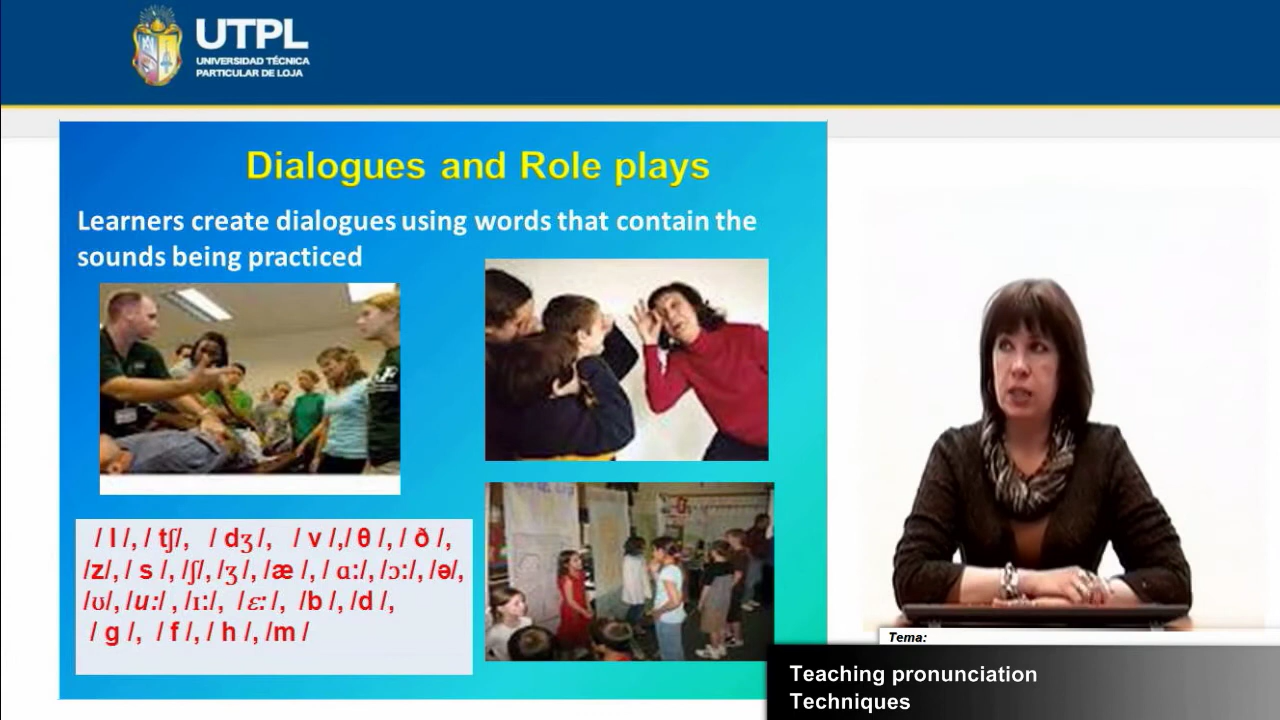 UTPL
UNIVERSIDAD TÉCNICA
PARTICULAR DE LOJA
Dialogues and Role plays
Learners create dialogues using words that contain the
sounds being practiced
/ l /, / tʃ/, / dʒ /, / v /,/ θ /, / ð /,
/z/, / s /, /ʃ/, /ʒ /, /æ /, / ɑ:/, /ɔ:/, /ə/,
/ʊ/, /u:/ , /ɪ:/, / ɛ: /, /b /, /d /,
/ g /, / f /, / h /, /m /
Tema:
Teaching pronunciation
Techniques